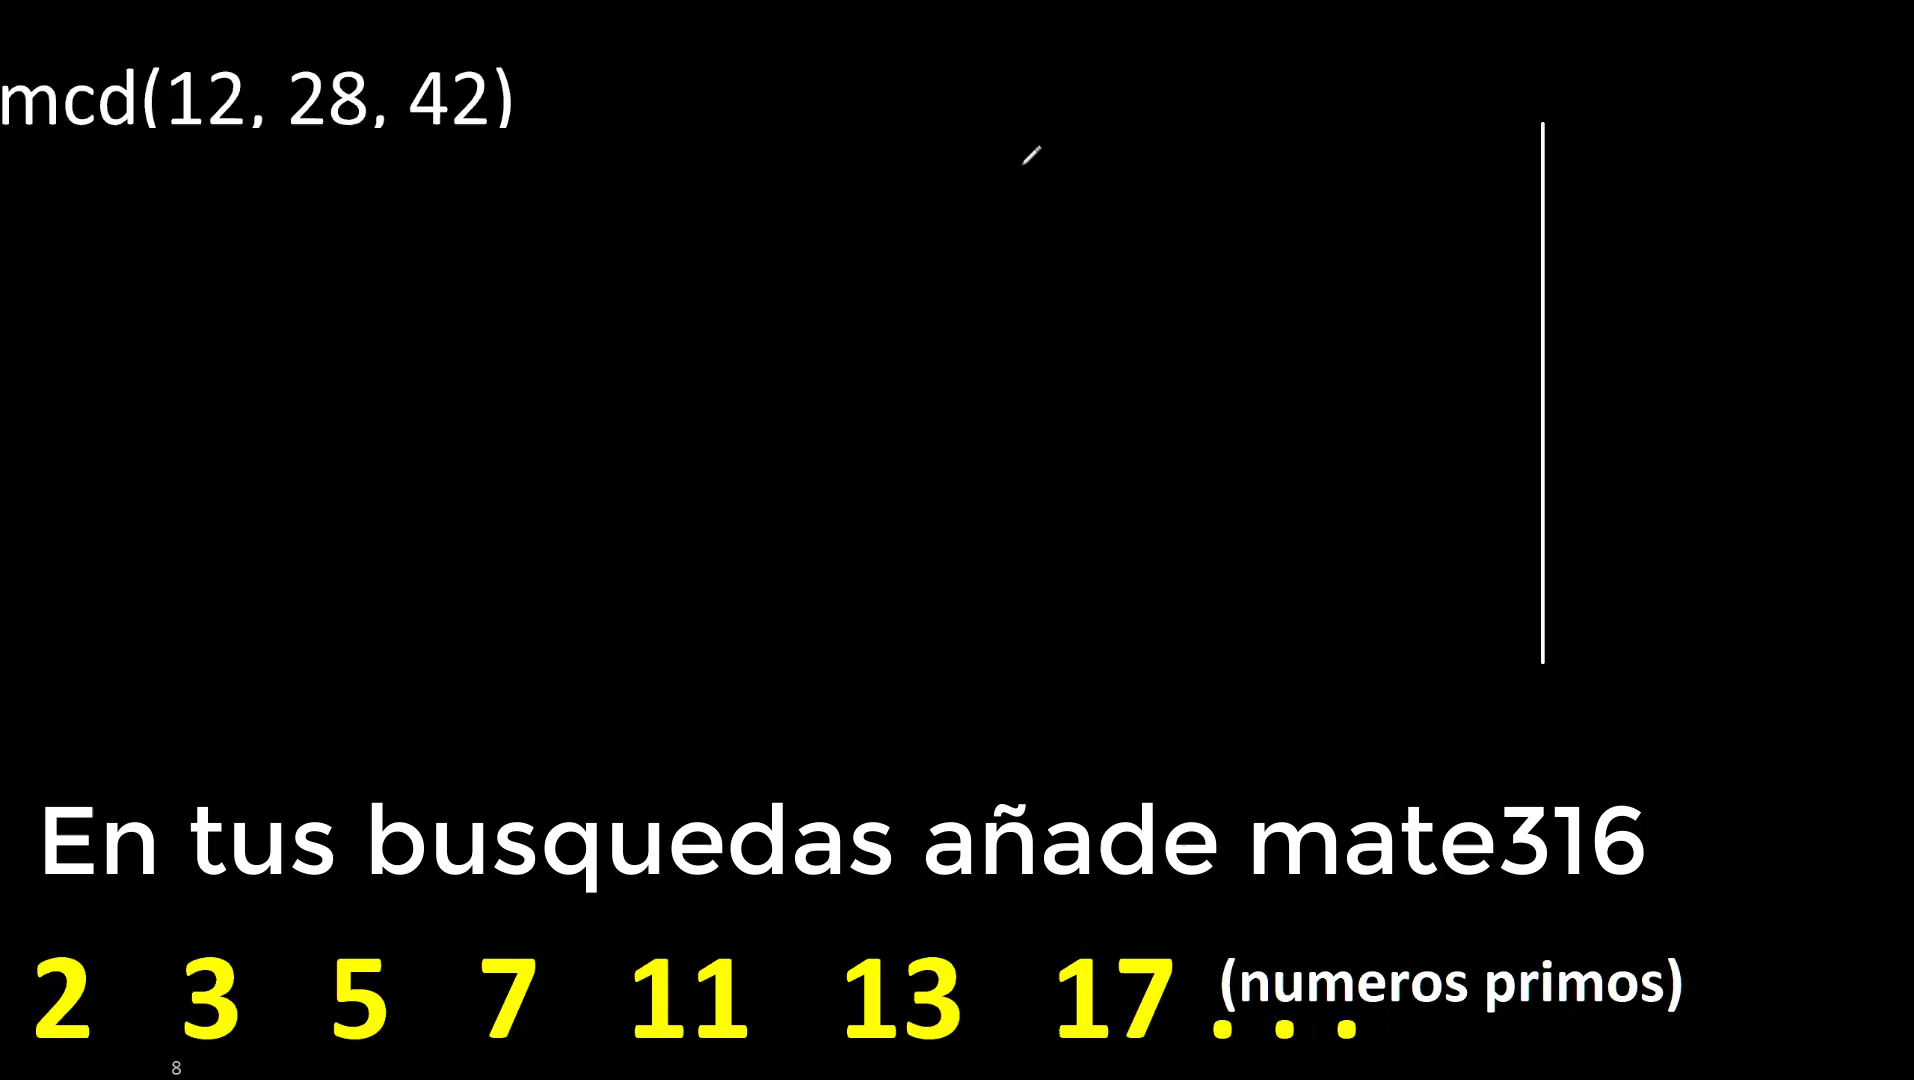 mcd(12, 28, 42)
En tus busquedas añade mate316
2 3 5 7 11 13 17 . . . (numeros primos)
8